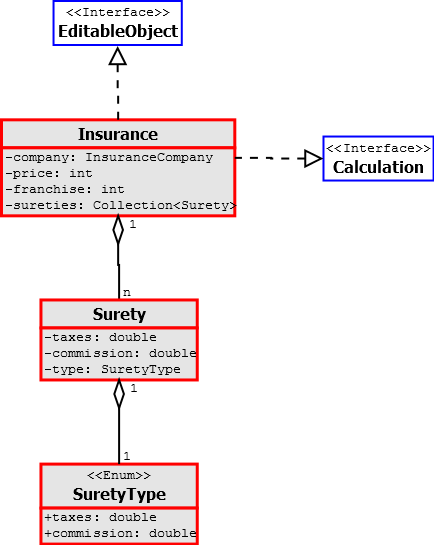 <<Interface>>
EditableObject
Insurance
-company: InsuranceCompany
-price: int
-franchise: int
-sureties: Collection<Surety>
<<Interface>>
Calculation
1
n
Surety
-taxes: double
-commission: double
-type: SuretyType
1
1
<<Enum>>
SuretyType
+taxes: double
+commission: double